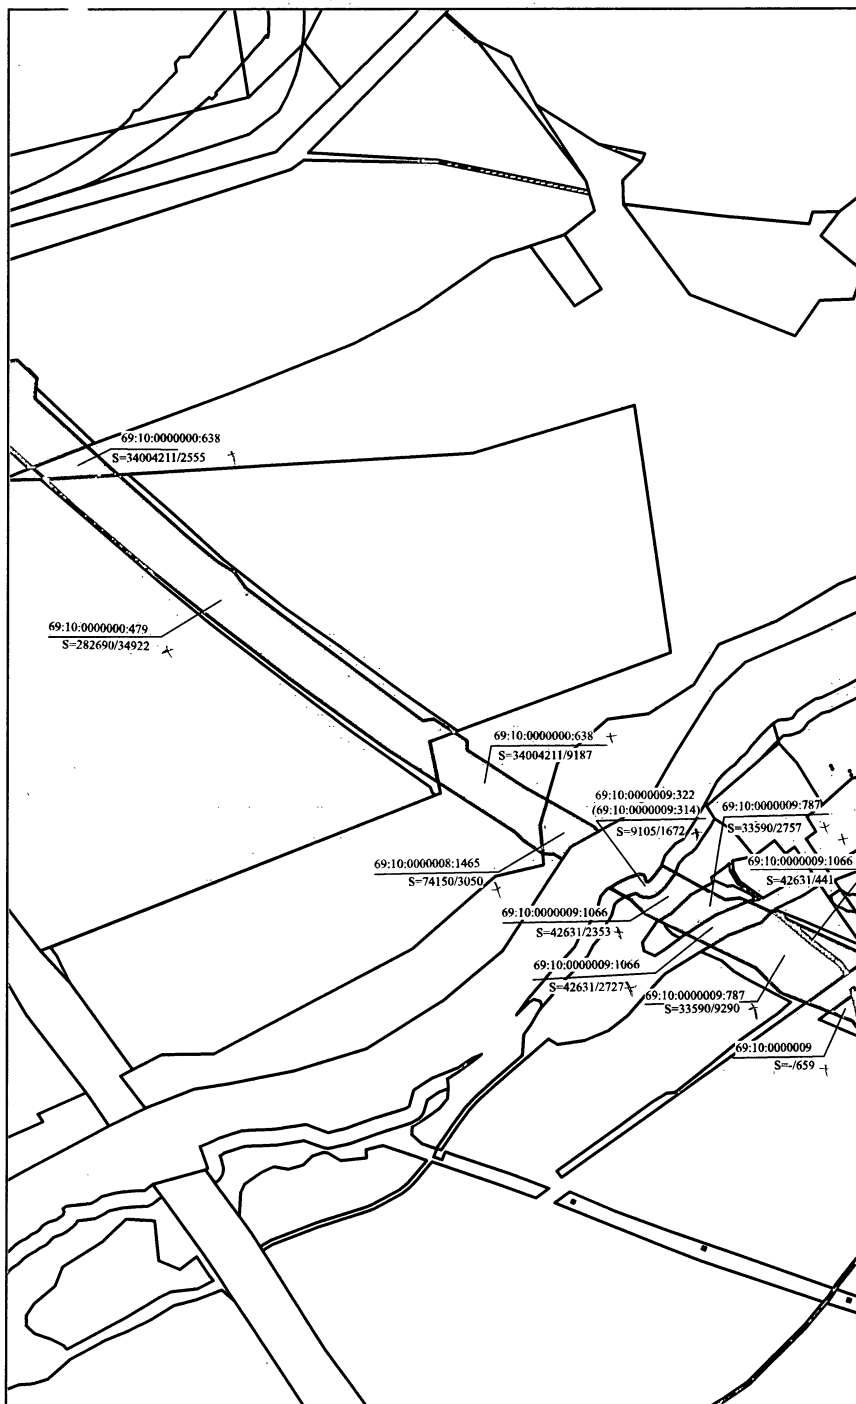 69:10:0000000:638
S=34004211/2555
69:10:0000000:479
S=282690/34922
69:10:0000000:638
S=34004211/9187
69:10:0000009:322
(69:10:0000009:314)
S=9105/1672
69:10:0000009:787
S=33590/2757
69:10:0000008:1465
S=74150/3050
69:10:0000009:1066
S=42631/441
69:10:0000009:1066
S=42631/2353
69:10:0000009:1066
S=42631/2727
69:10:0000009:787
S=33590/9290
69:10:0000009
S=-/659